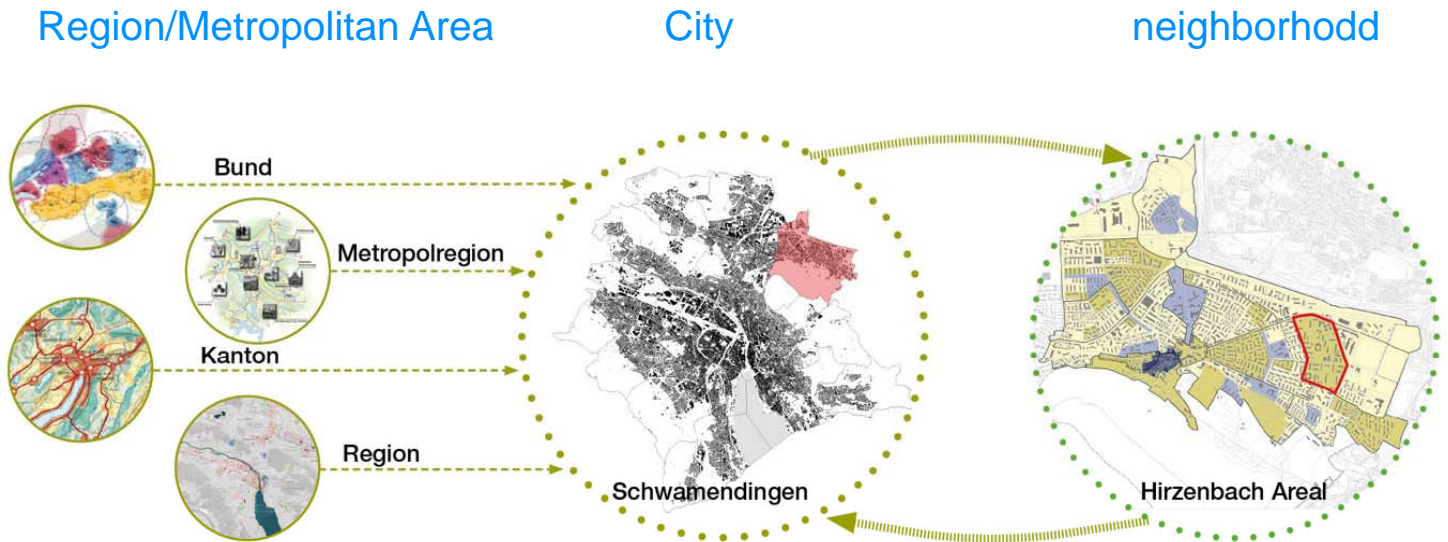 Region/Metropolitan Area
City
neighborhodd
Bund
Metropolregion
Kanton
Region
Schwamendingen
Hirzenbach Areal